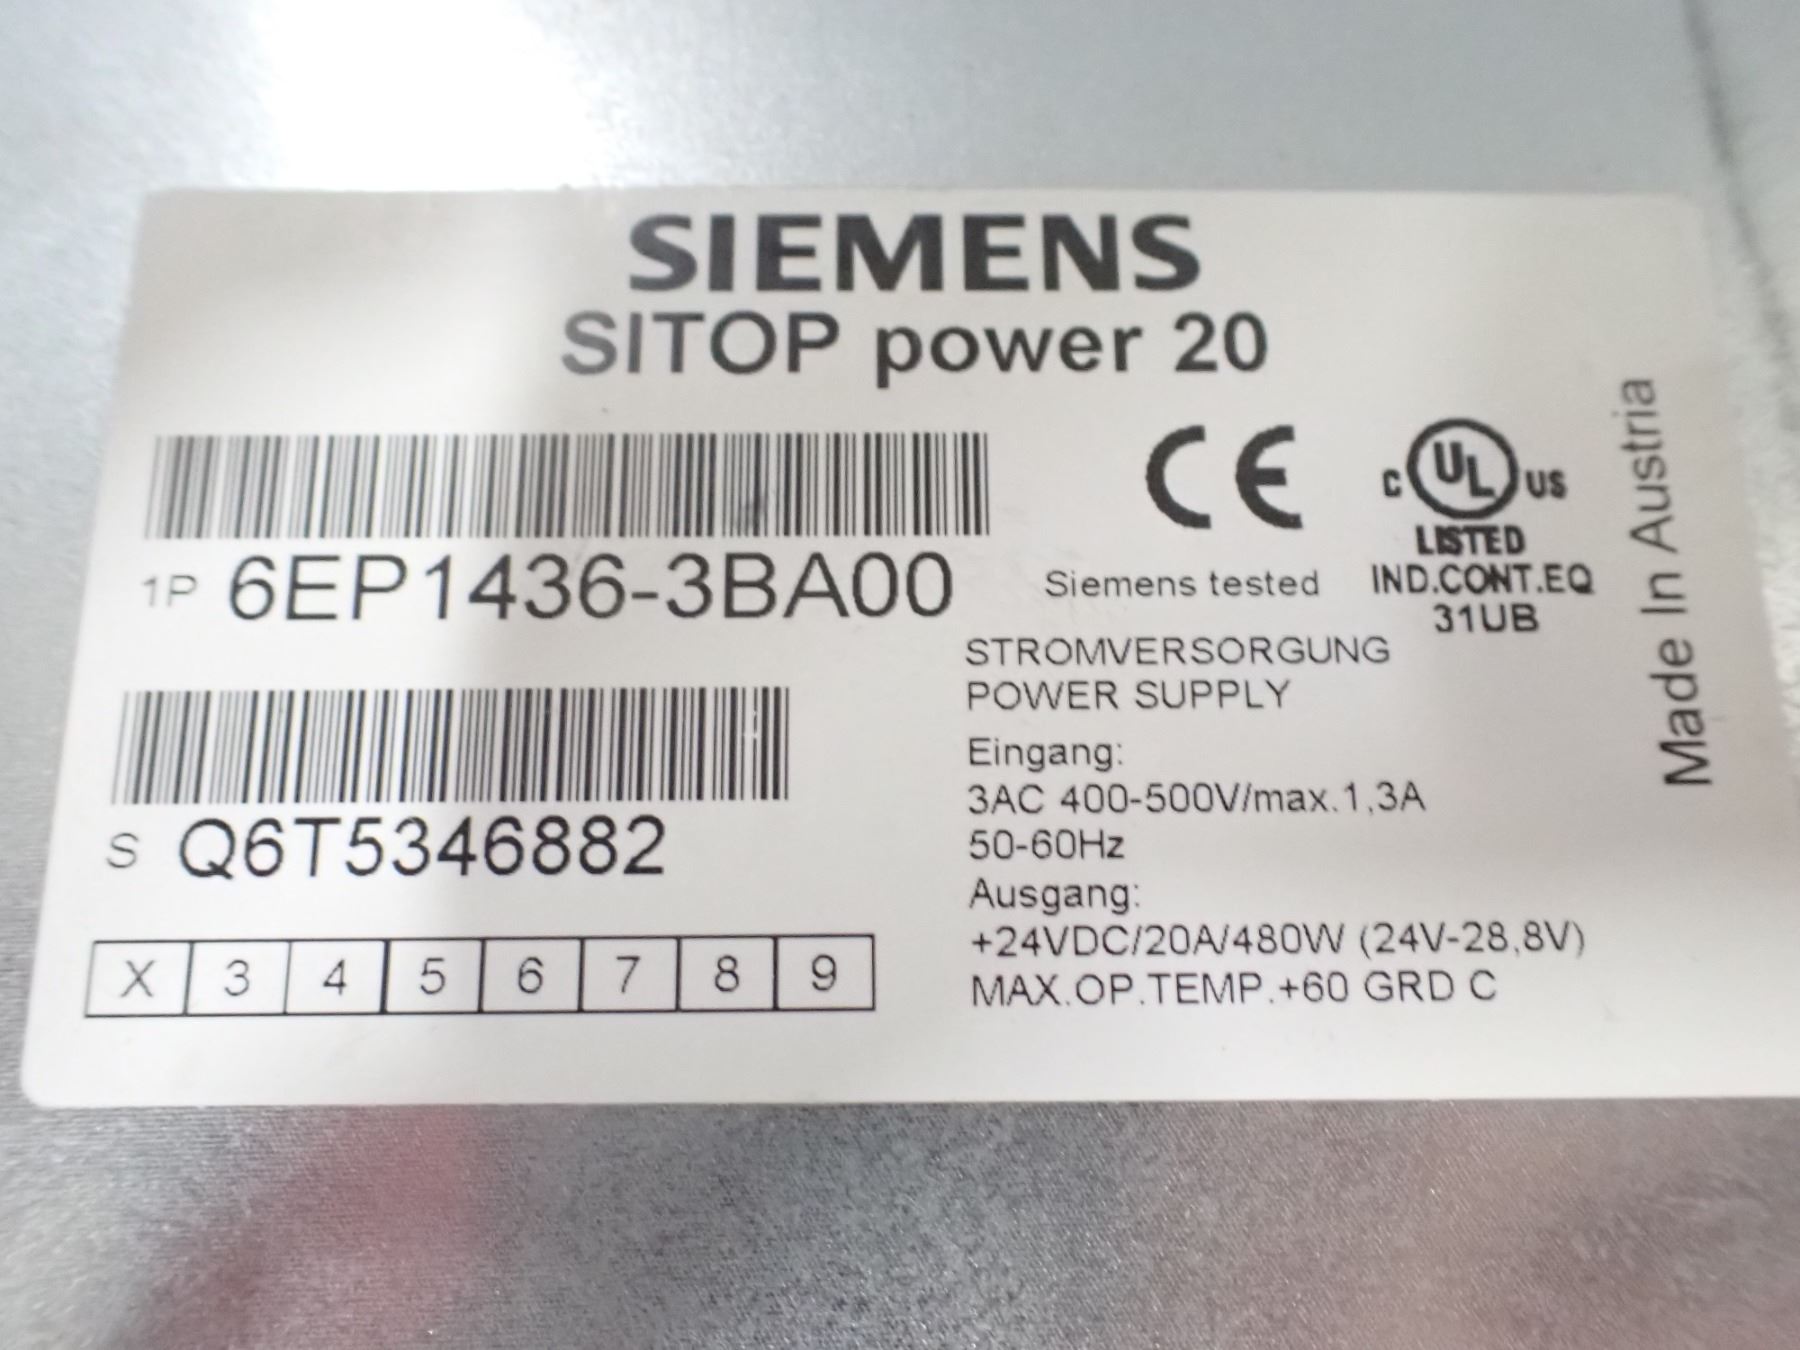 SIEMENS
SITOP power 20
1P 6EP1436-3BA00
S Q6T5346882
X 3 4 5 6 7 8 9
CE
Siemens tested
C UL US
LISTED
IND.CONT.EQ
31UB
STROMVERSORGUNG
POWER SUPPLY
Eingang:
3AC 400-500V/max.1,3A
50-60Hz
Ausgang:
+24VDC/20A/480W (24V-28,8V)
MAX.OP.TEMP.+60 GRD C
Made In Austria